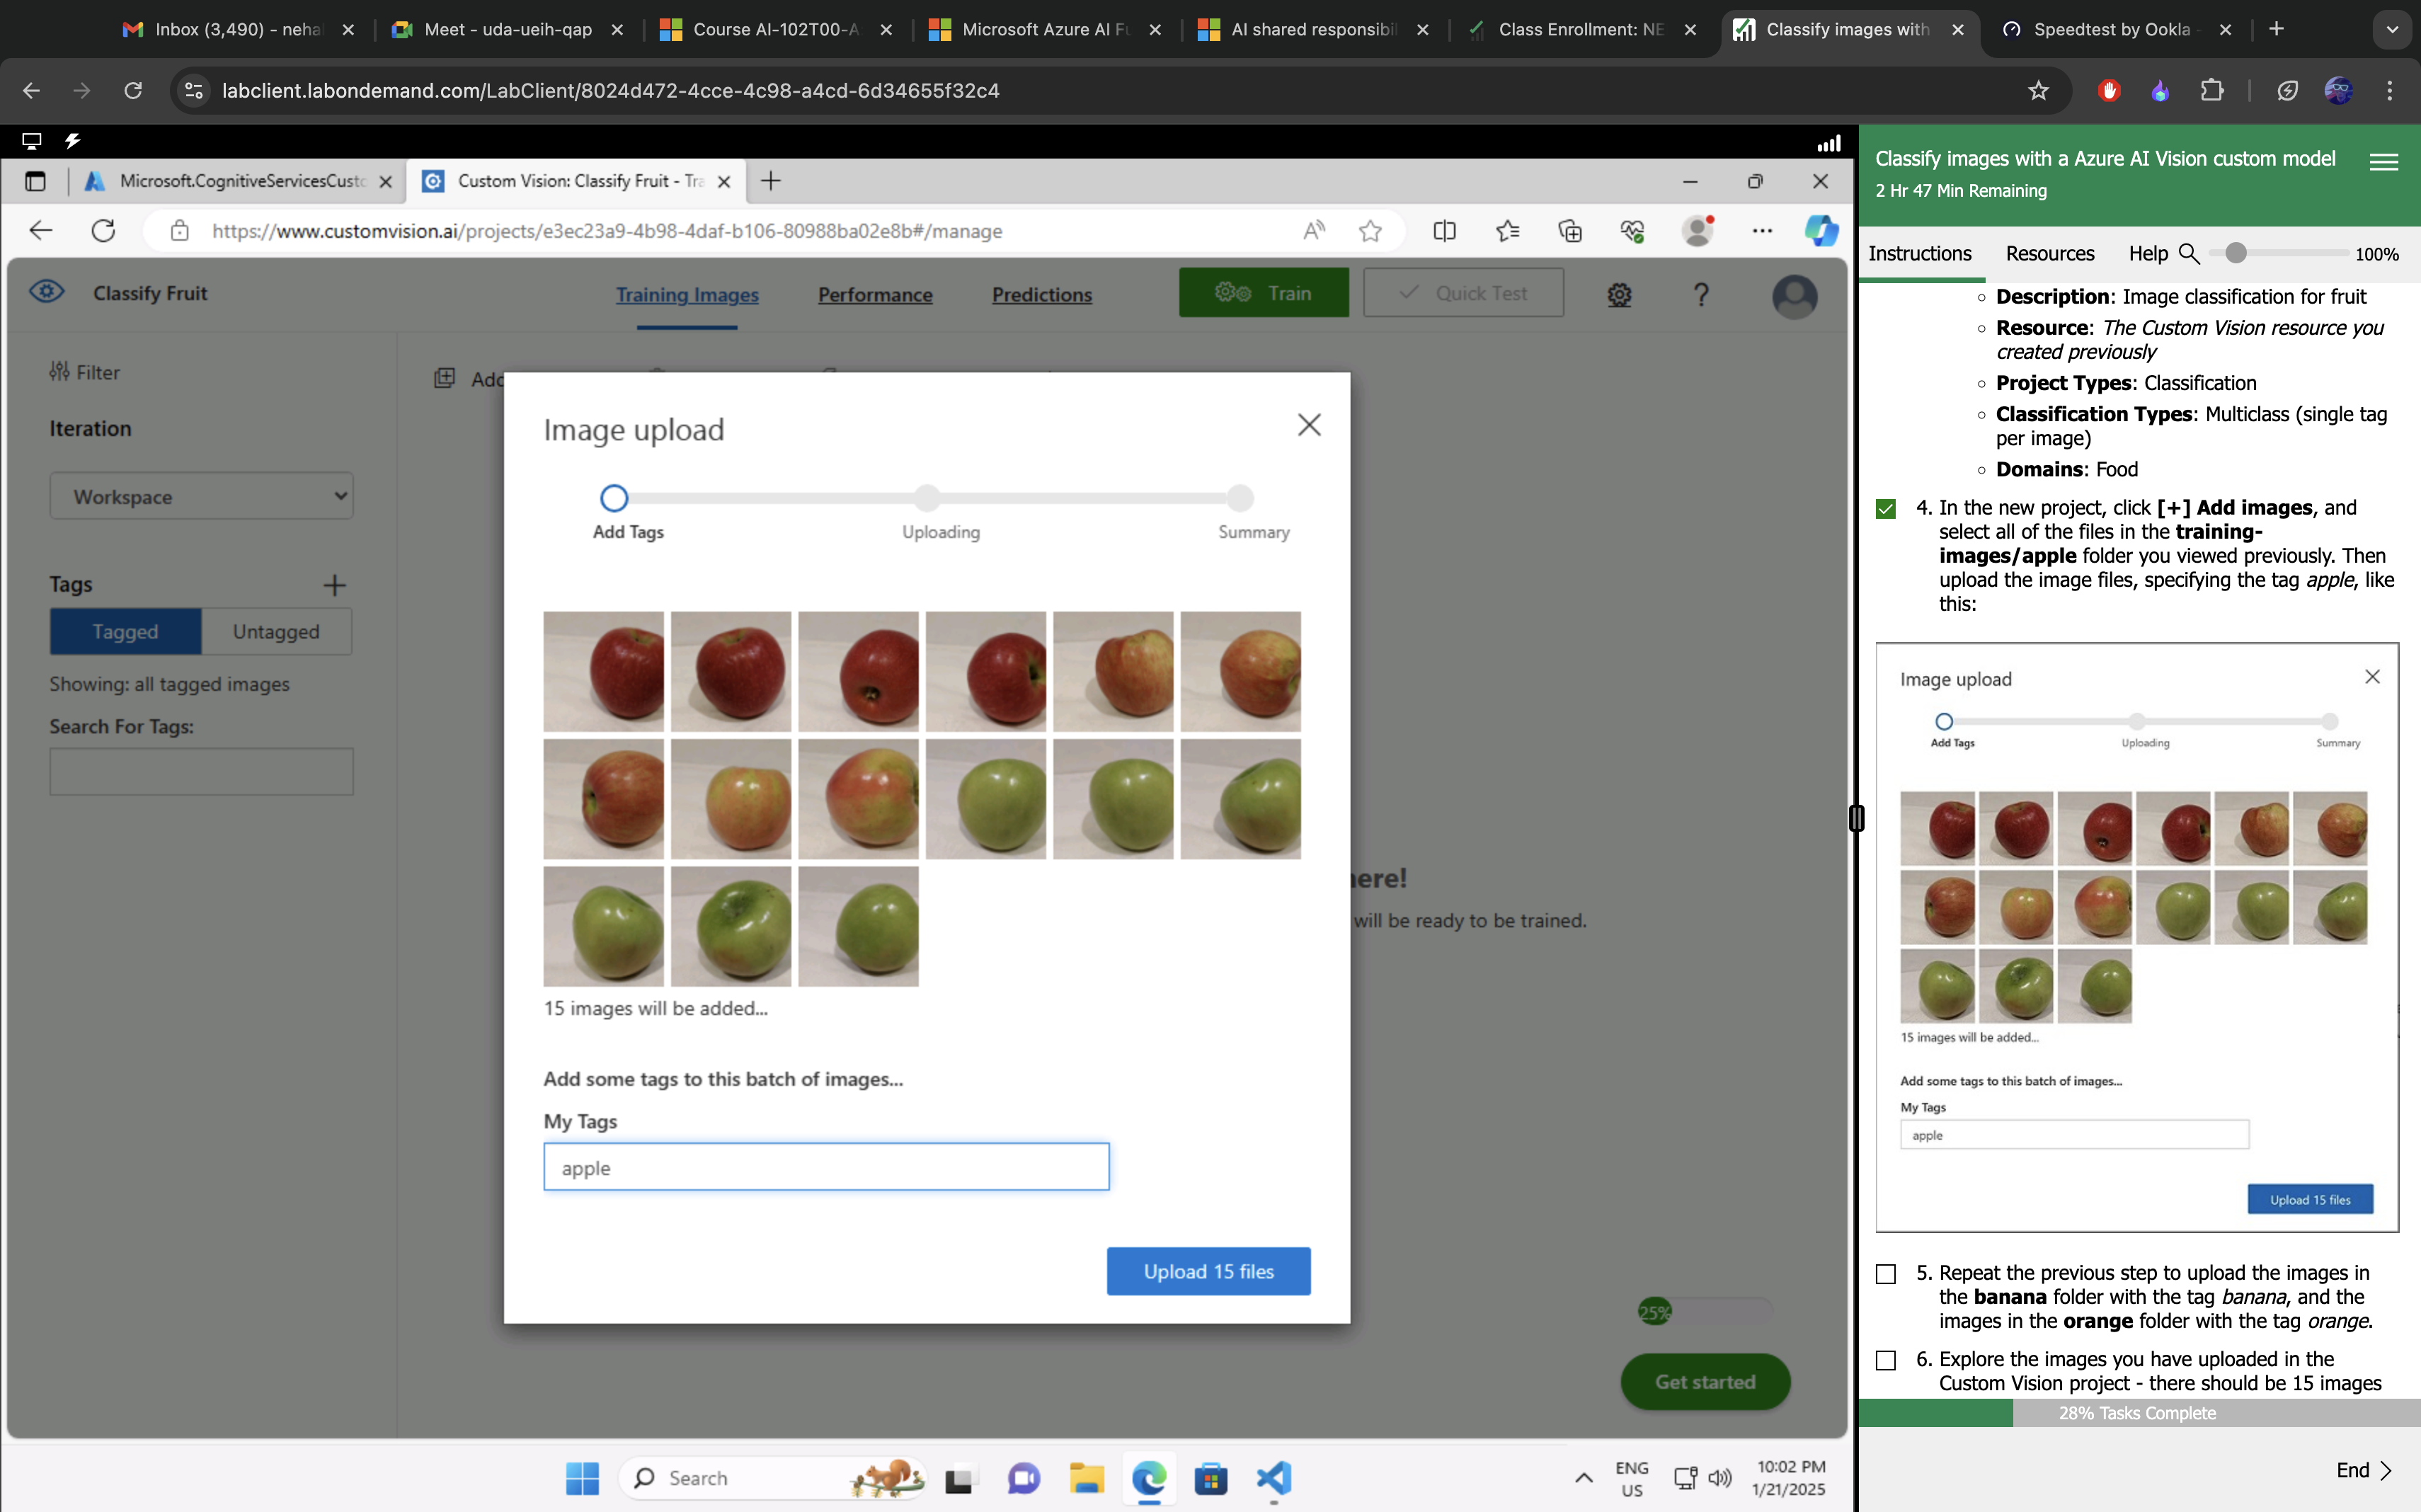 Inbox (3,490) - neha
Meet - uda-ueih-qap
Course AI-102T00-A
Microsoft Azure AI Fu
AI shared responsibil
Class Enrollment: NE
Classify images with
Speedtest by Ookla -
labclient.labondemand.com/LabClient/8024d472-4cce-4c98-a4cd-6d34655f32c4
Microsoft.CognitiveServicesCusto
Custom Vision: Classify Fruit - Tra
https://www.customvision.ai/projects/e3ec23a9-4b98-4daf-b106-80988ba02e8b#/manage
Classify Fruit
Training Images
Performance
Predictions
Train
Quick Test
?
Filter
Iteration
Workspace
Tags
Tagged
Untagged
Showing: all tagged images
Search For Tags:
Add
Image upload
Add Tags
Uploading
Summary
15 images will be added...
Add some tags to this batch of images...
My Tags
apple
Upload 15 files
here!
will be ready to be trained.
25%
Get started
Search
ENG
US
10:02 PM
1/21/2025
Classify images with a Azure AI Vision custom model
2 Hr 47 Min Remaining
Instructions
Resources
Help
100%
Description: Image classification for fruit
Resource: The Custom Vision resource you
created previously
Project Types: Classification
Classification Types: Multiclass (single tag
per image)
Domains: Food
4. In the new project, click [+] Add images, and
select all of the files in the training-
images/apple folder you viewed previously. Then
upload the image files, specifying the tag apple, like
this:
Image upload
Add Tags
Uploading
Summary
15 images will be added...
Add some tags to this batch of images...
My Tags
apple
Upload 15 files
5. Repeat the previous step to upload the images in
the banana folder with the tag banana, and the
images in the orange folder with the tag orange.
6. Explore the images you have uploaded in the
Custom Vision project - there should be 15 images
28% Tasks Complete
End